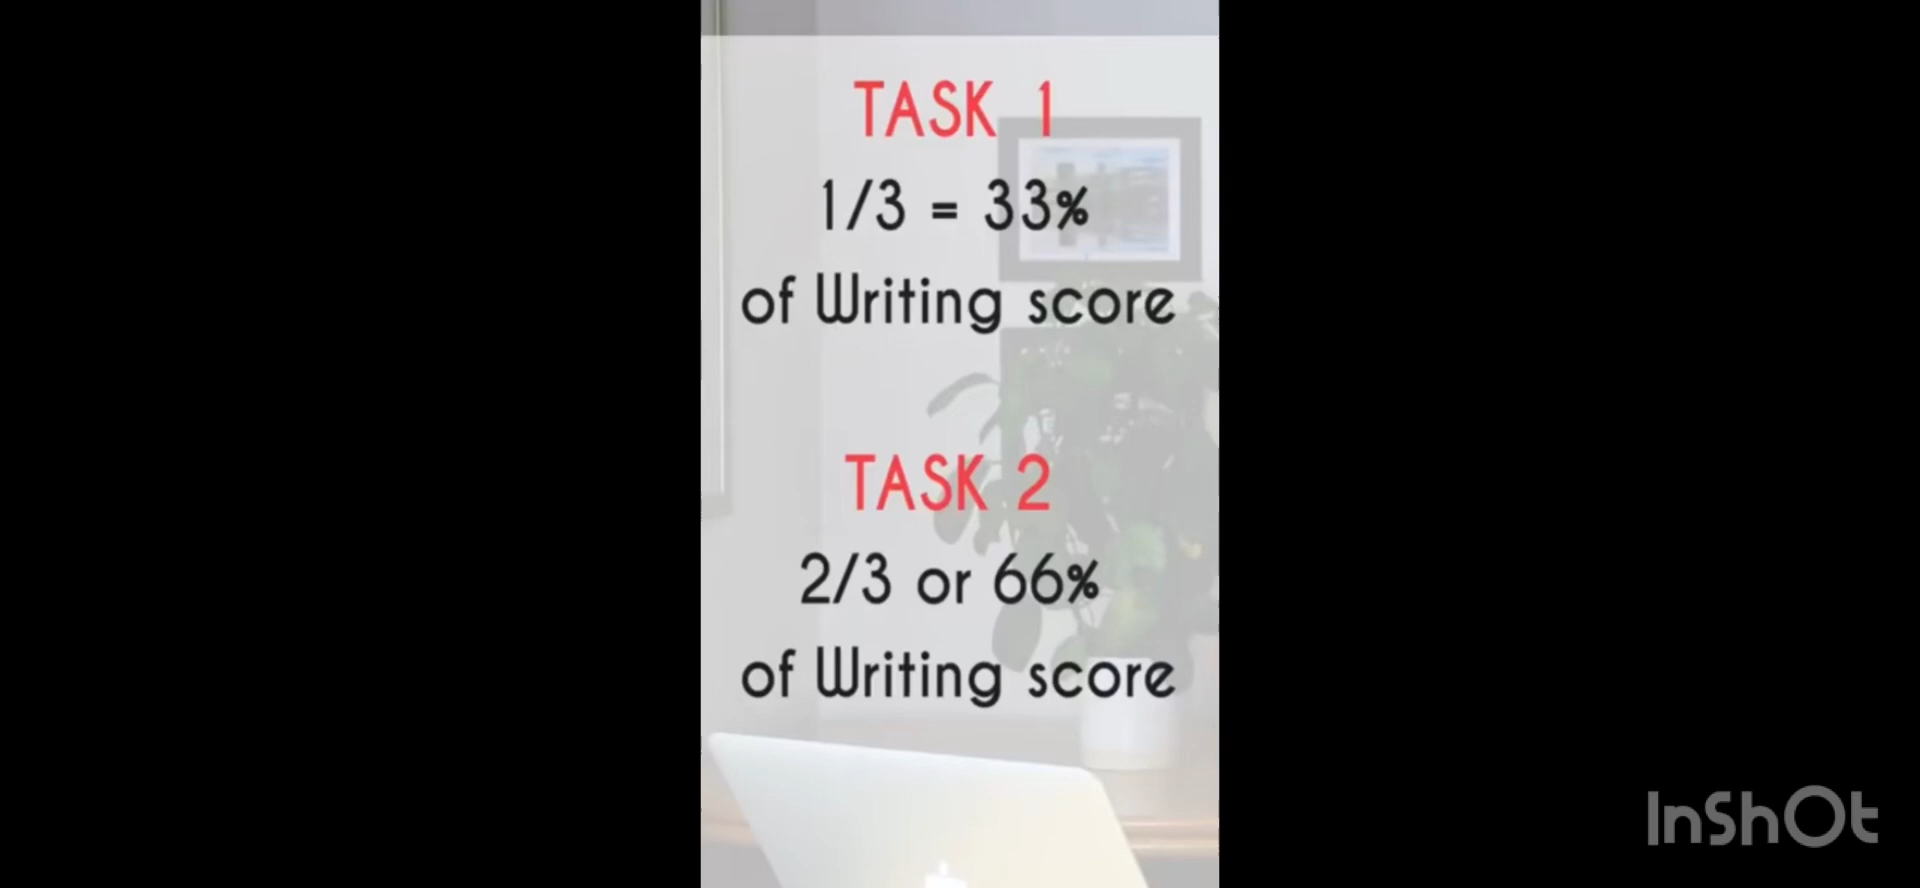 TASK 1
1/3 = 33%
of Writing score
TASK 2
2/3 or 66%
of Writing score
InShOt